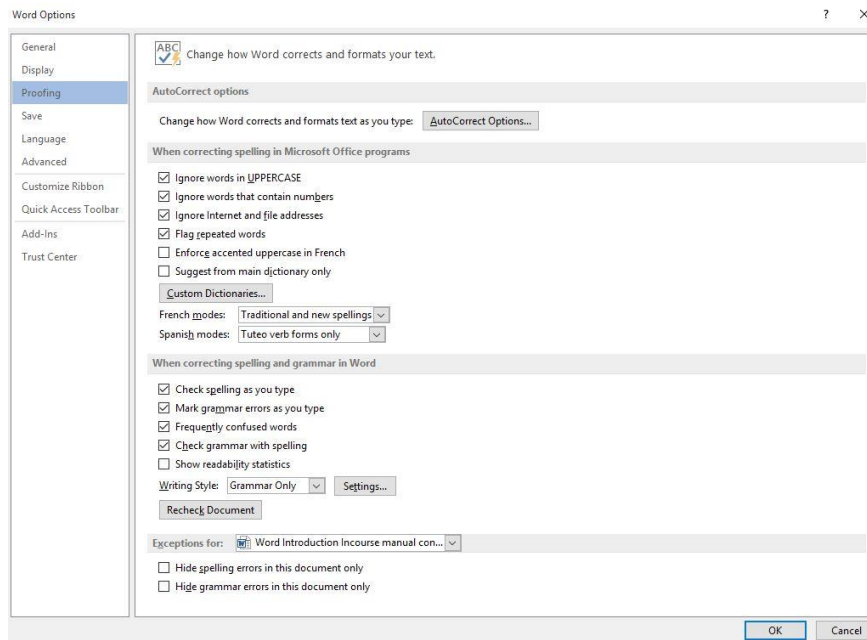 Word Options
?
General
Display
Proofing
Save
Language
Advanced
Customize Ribbon
Quick Access Toolbar
Add-Ins
Trust Center
ABC
Change how Word corrects and formats your text.
AutoCorrect options
Change how Word corrects and formats text as you type: AutoCorrect Options...
When correcting spelling in Microsoft Office programs
Ignore words in UPPERCASE
Ignore words that contain numbers
Ignore Internet and file addresses
Flag repeated words
Enforce accented uppercase in French
Suggest from main dictionary only
Custom Dictionaries...
French modes: Traditional and new spellings
Spanish modes: Tuteo verb forms only
When correcting spelling and grammar in Word
Check spelling as you type
Mark grammar errors as you type
Frequently confused words
Check grammar with spelling
Show readability statistics
Writing Style: Grammar Only Settings...
Recheck Document
Exceptions for: Word Introduction Incourse manual con...
Hide spelling errors in this document only
Hide grammar errors in this document only
OK Cancel